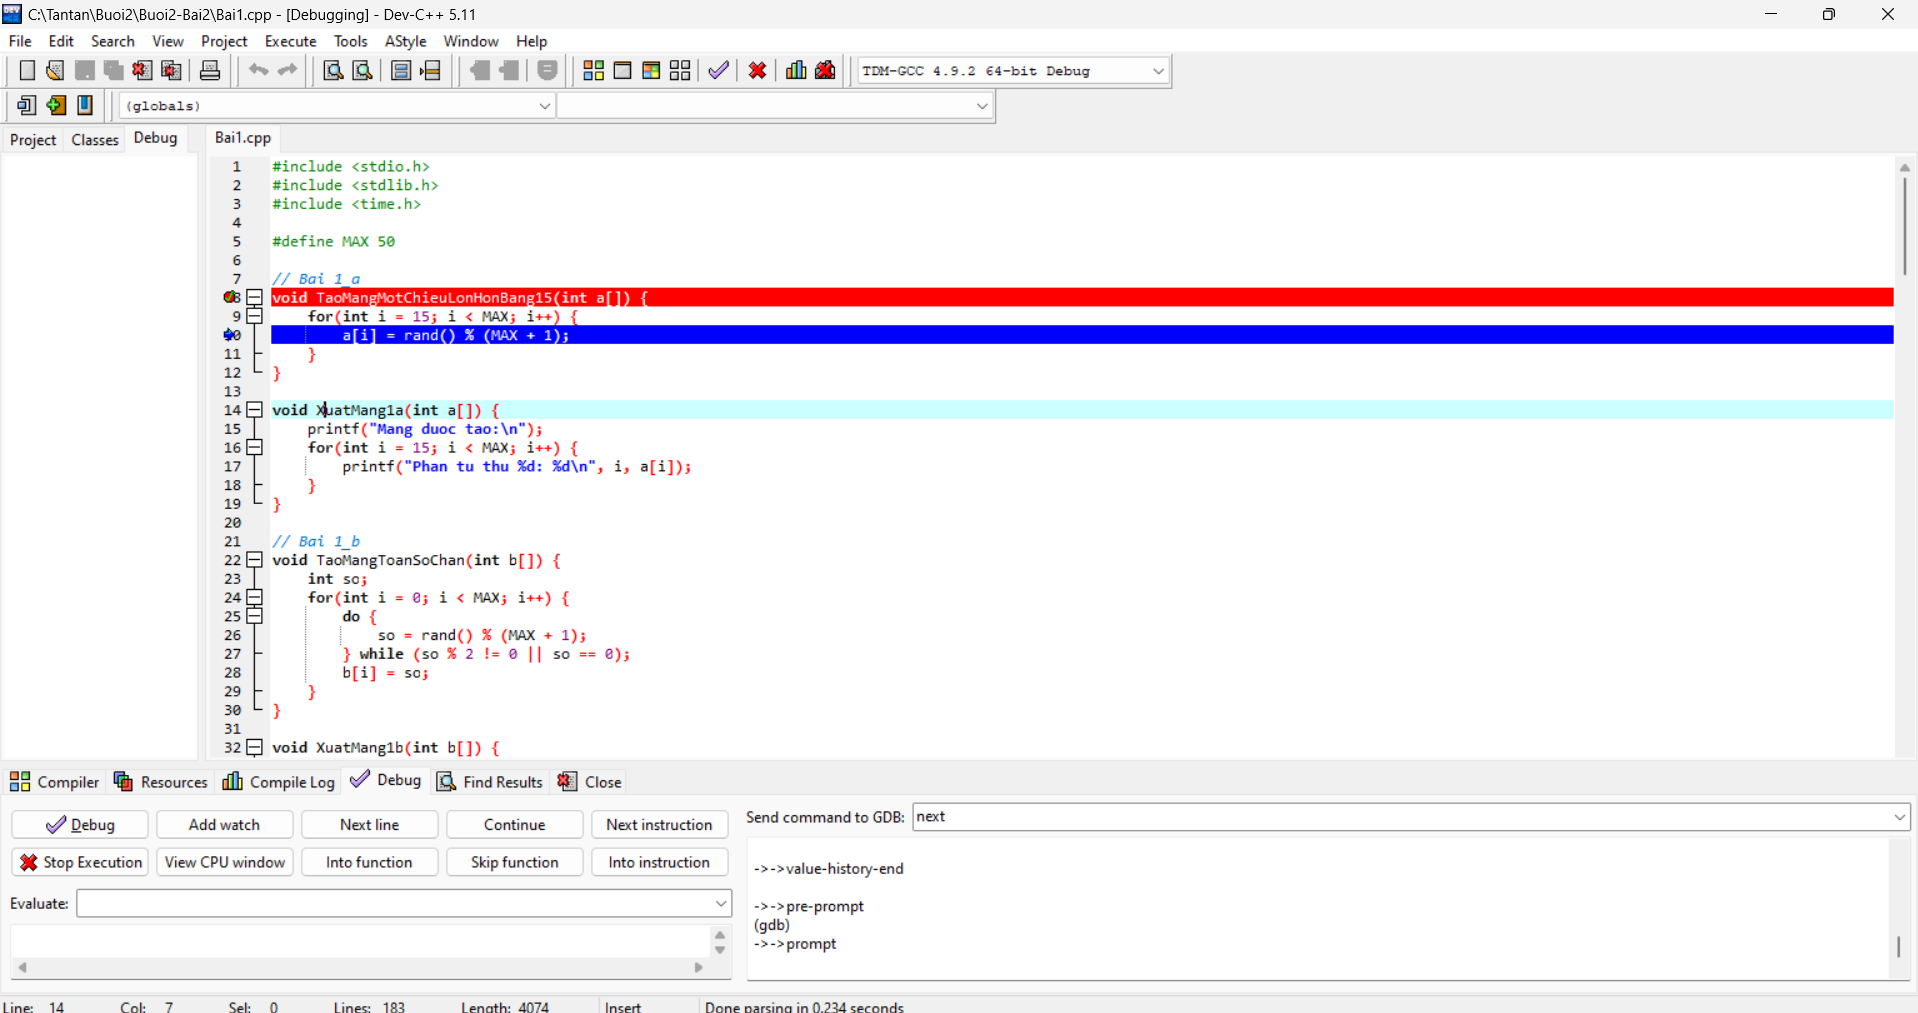 C:\Tantan\Buoi2\Buoi2-Bai2\Bai1.cpp - [Debugging] - Dev-C++ 5.11
File Edit Search View Project Execute Tools AStyle Window Help
TDM-GCC 4.9.2 64-bit Debug
(globals)
Project Classes Debug Bai1.cpp
1 #include <stdio.h>
2 #include <stdlib.h>
3 #include <time.h>
4
5 #define MAX 50
6
7 // Bai 1_a
8 void TaoMangMotChieuLonHonBang15(int a[]) {
9 for(int i = 15; i < MAX; i++) {
10 a[i] = rand() % (MAX + 1);
11 }
12 }
13
14 void XuatMang1a(int a[]) {
15 printf("Mang duoc tao:\n");
16 for(int i = 15; i < MAX; i++) {
17 printf("Phan tu thu %d: %d\n", i, a[i]);
18 }
19 }
20
21 // Bai 1_b
22 void TaoMangToanSoChan(int b[]) {
23 int so;
24 for(int i = 0; i < MAX; i++) {
25 do {
26 so = rand() % (MAX + 1);
27 } while (so % 2 != 0 || so == 0);
28 b[i] = so;
29 }
30 }
31
32 void XuatMang1b(int b[]) {
Compiler Resources Compile Log Debug Find Results Close
Debug Add watch Next line Continue Next instruction
Stop Execution View CPU window Into function Skip function Into instruction
Evaluate:
Send command to GDB: next
->->value-history-end
->->pre-prompt
(gdb)
->->prompt
Line: 14 Col: 7 Sel: 0 Lines: 183 Length: 4074 Insert Done parsing in 0.234 seconds